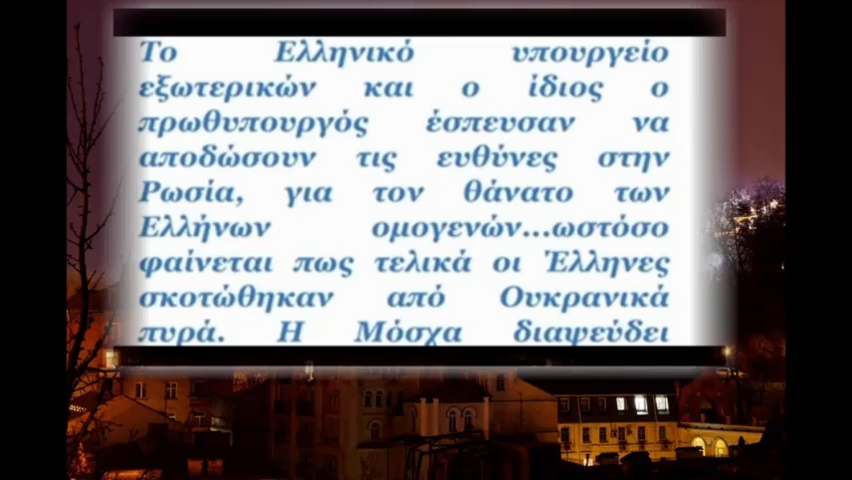 Το Ελληνικό υπουργείο
εξωτερικών και ο ίδιος ο
πρωθυπουργός έσπευσαν να
αποδώσουν τις ευθύνες στην
Ρωσία, για τον θάνατο των
Ελλήνων ομογενών...ωστόσο
φαίνεται πως τελικά οι Έλληνες
σκοτώθηκαν από Ουκρανικά
πυρά. Η Μόσχα διαψεύδει